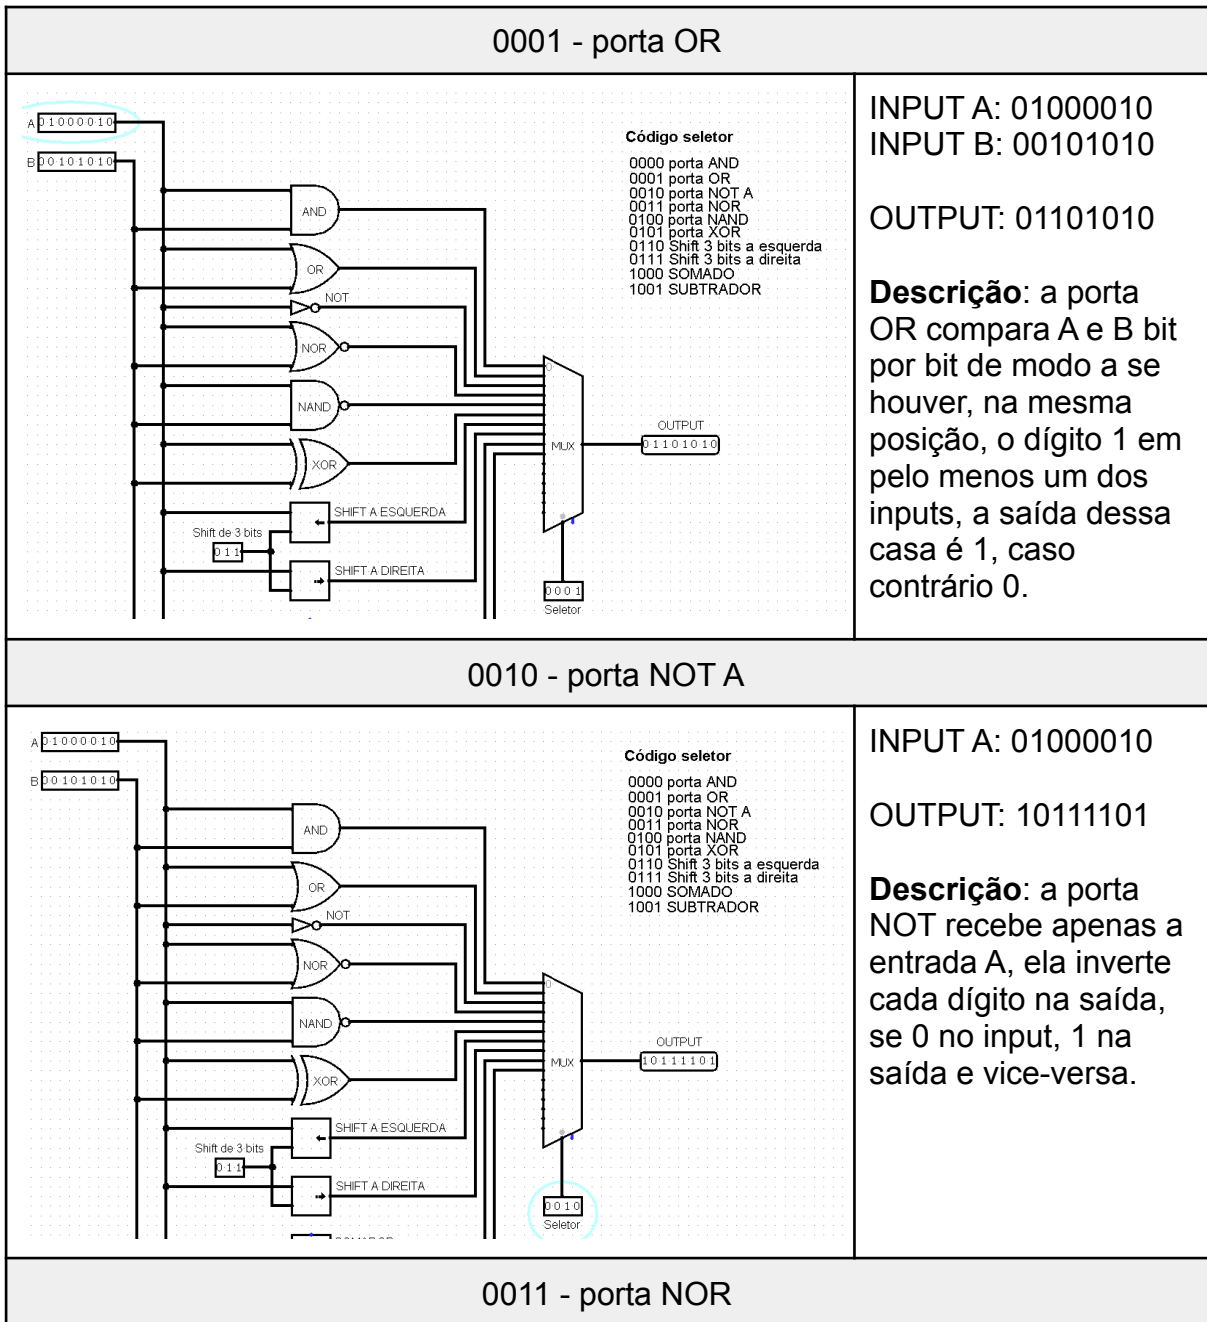 0001 - porta OR
A 01000010
B 00101010
AND
OR
NOT
NOR
NAND
XOR
SHIFT A ESQUERDA
Shift de 3 bits
011
SHIFT A DIREITA
Código seletor
0000 porta AND
0001 porta OR
0010 porta NOT A
0011 porta NOR
0100 porta NAND
0101 porta XOR
0110 Shift 3 bits a esquerda
0111 Shift 3 bits a direita
1000 SOMADO
1001 SUBTRADOR
0
MUX
OUTPUT
01101010
0001
Seletor
INPUT A: 01000010
INPUT B: 00101010
OUTPUT: 01101010
Descrição: a porta
OR compara A e B bit
por bit de modo a se
houver, na mesma
posição, o dígito 1 em
pelo menos um dos
inputs, a saída dessa
casa é 1, caso
contrário 0.
0010 - porta NOT A
A 01000010
B 00101010
AND
OR
NOT
NOR
NAND
XOR
SHIFT A ESQUERDA
Shift de 3 bits
011
SHIFT A DIREITA
Código seletor
0000 porta AND
0001 porta OR
0010 porta NOT A
0011 porta NOR
0100 porta NAND
0101 porta XOR
0110 Shift 3 bits a esquerda
0111 Shift 3 bits a direita
1000 SOMADO
1001 SUBTRADOR
0
MUX
OUTPUT
10111101
0010
Seletor
INPUT A: 01000010
OUTPUT: 10111101
Descrição: a porta
NOT recebe apenas a
entrada A, ela inverte
cada dígito na saída,
se 0 no input, 1 na
saída e vice-versa.
0011 - porta NOR